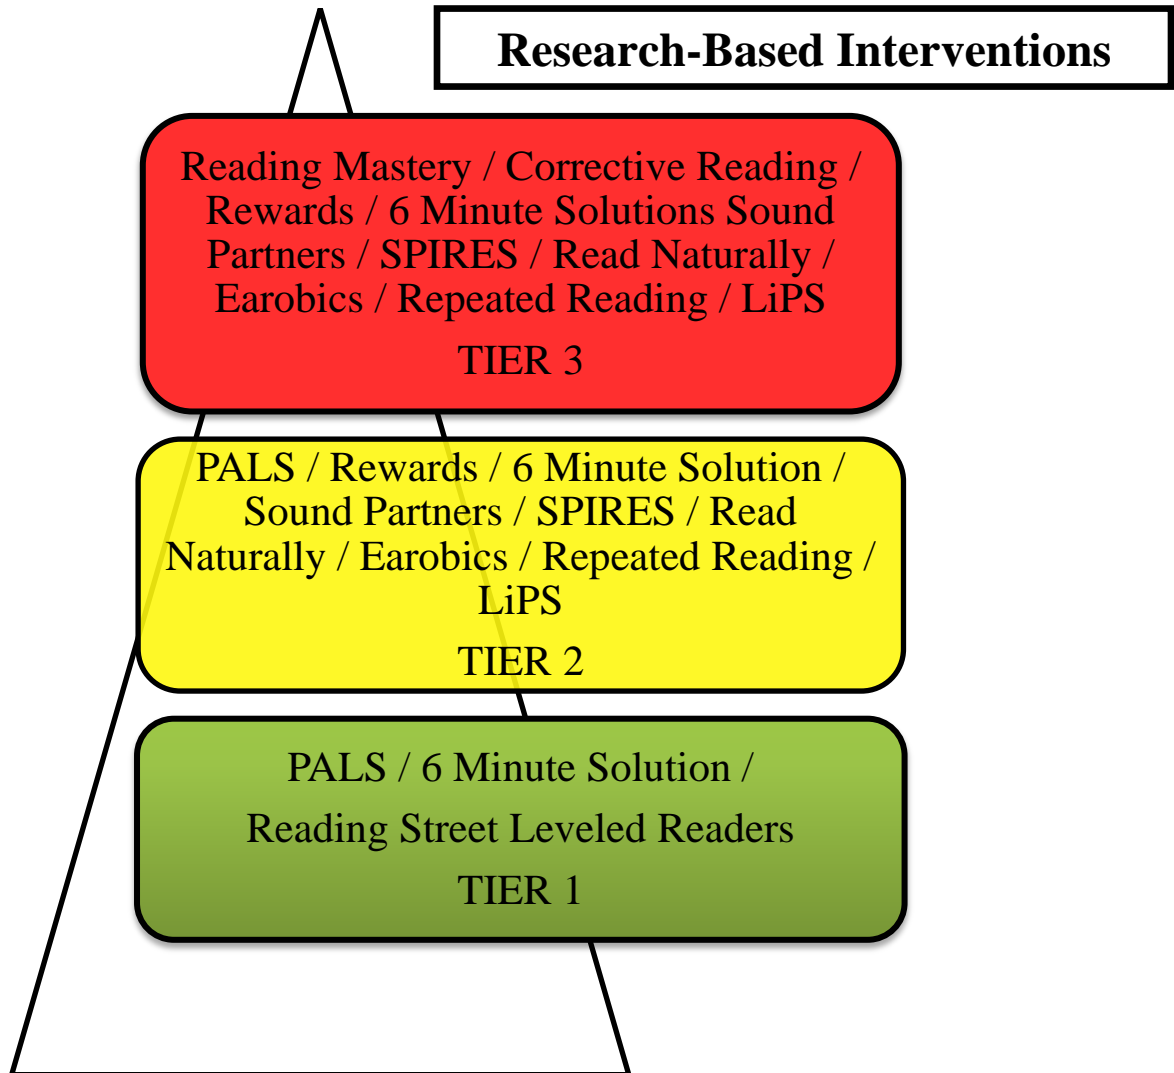 Research-Based Interventions
Reading Mastery / Corrective Reading /
Rewards / 6 Minute Solutions Sound
Partners / SPIRES / Read Naturally /
Earobics / Repeated Reading / LiPS
TIER 3
PALS / Rewards / 6 Minute Solution /
Sound Partners / SPIRES / Read
Naturally / Earobics / Repeated Reading /
LiPS
TIER 2
PALS / 6 Minute Solution /
Reading Street Leveled Readers
TIER 1